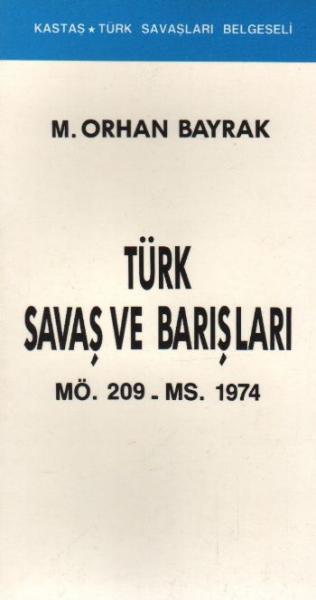 KASTAŞ ★ TÜRK SAVAŞLARI BELGESELİ
M. ORHAN BAYRAK
TÜRK
SAVAŞ VE BARIŞLARI
MÖ. 209 - MS. 1974